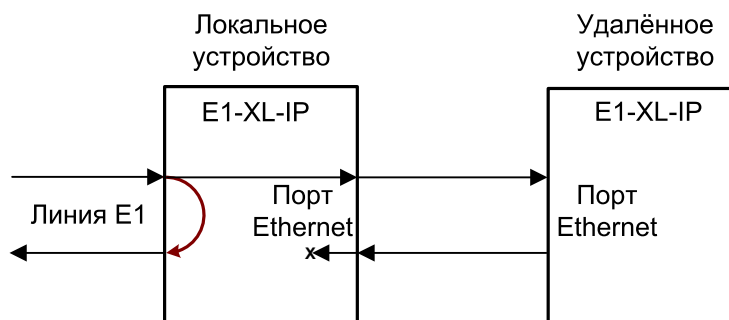 Локальное
устройство
Удалённое
устройство
E1-XL-IP
E1-XL-IP
Линия E1
Порт
Ethernet
x
Порт
Ethernet